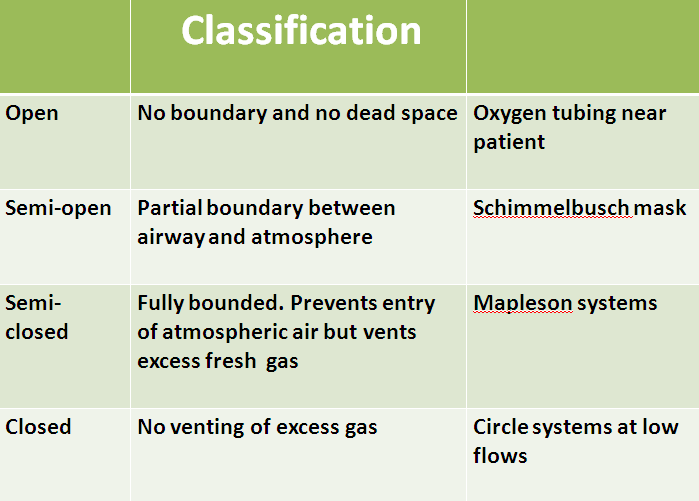 Classification
Open
No boundary and no dead space
Oxygen tubing near
patient
Semi-open
Partial boundary between
airway and atmosphere
Schimmelbusch mask
Semi-
closed
Fully bounded. Prevents entry
of atmospheric air but vents
excess fresh gas
Mapleson systems
Closed
No venting of excess gas
Circle systems at low
flows